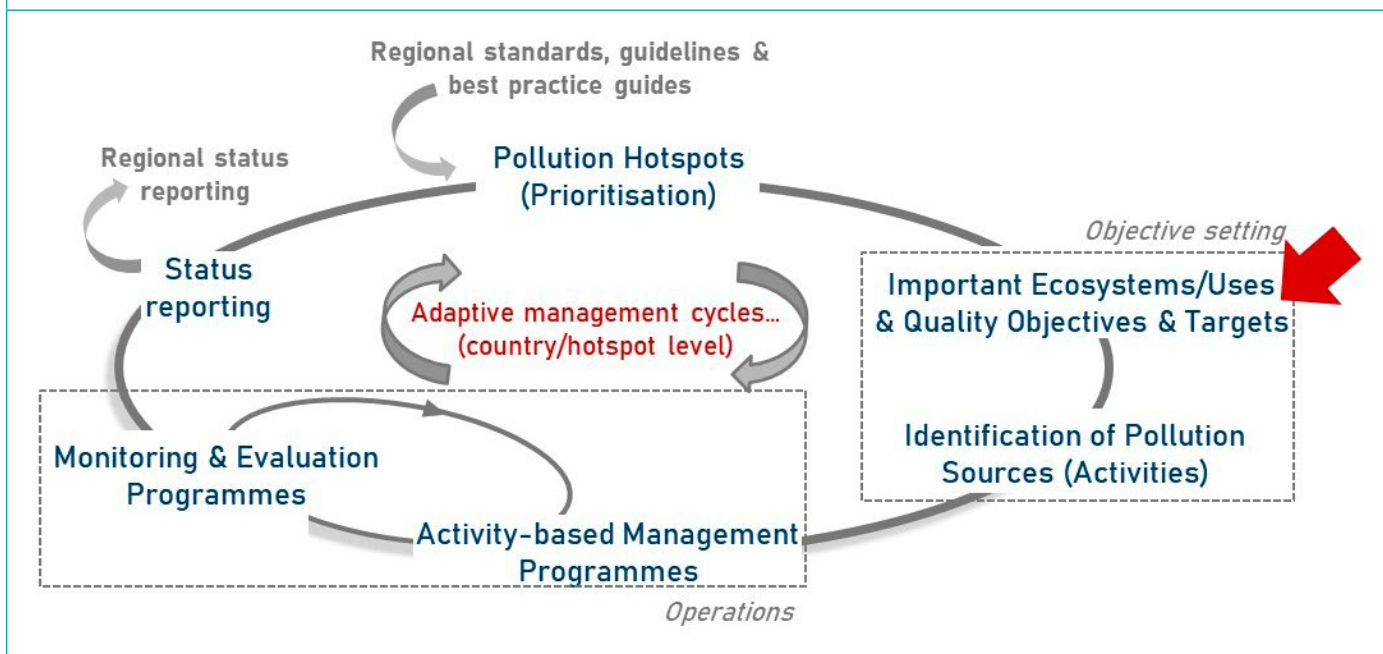 Regional standards, guidelines &
best practice guides
Regional status
reporting
Pollution Hotspots
(Prioritisation)
Objective setting
Status
reporting
Important Ecosystems/Uses
& Quality Objectives & Targets
Adaptive management cycles…
(country/hotspot level)
Identification of Pollution
Sources (Activities)
Monitoring & Evaluation
Programmes
Activity-based Management
Programmes
Operations